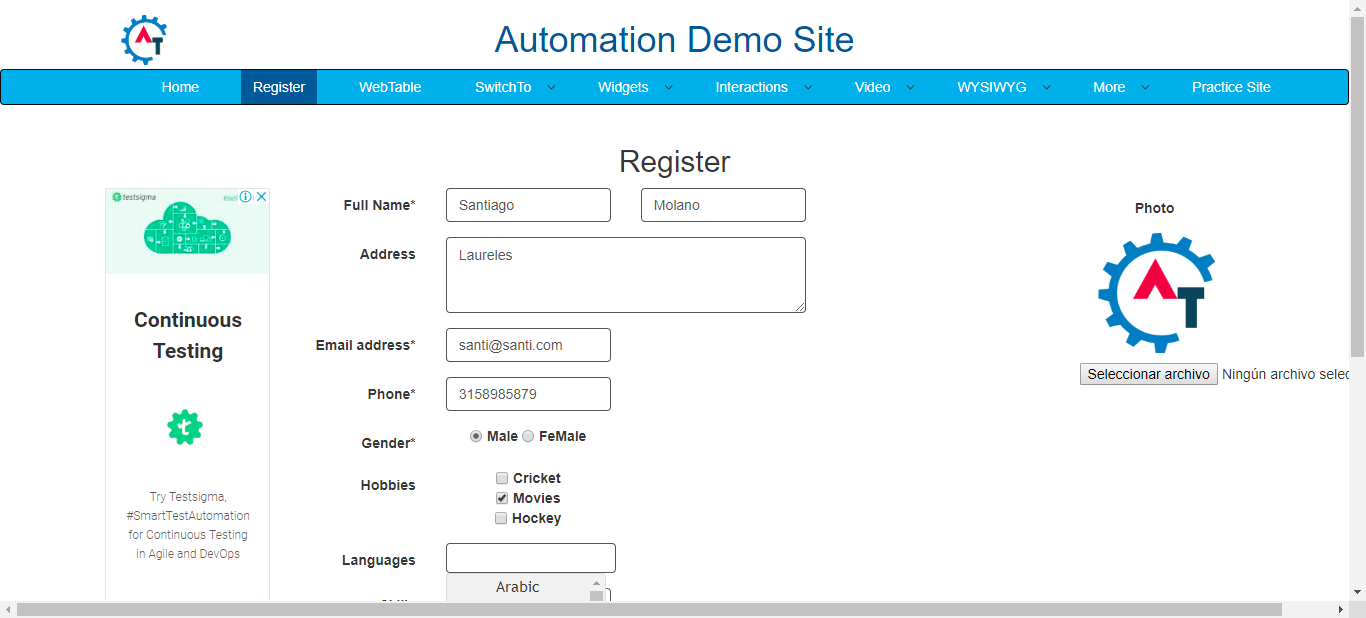 Automation Demo Site
Home Register WebTable SwitchTo Widgets Interactions Video WYSIWYG More Practice Site
Register
testsigma
Continuous
Testing
Try Testsigma,
#SmartTestAutomation
for Continuous Testing
in Agile and DevOps
Full Name* Santiago Molano
Address Laureles
Email address* santi@santi.com
Phone* 3158985879
Gender* Male FeMale
Hobbies Cricket
Movies
Hockey
Languages
Arabic
Photo
AT
Seleccionar archivo Ningún archivo selec